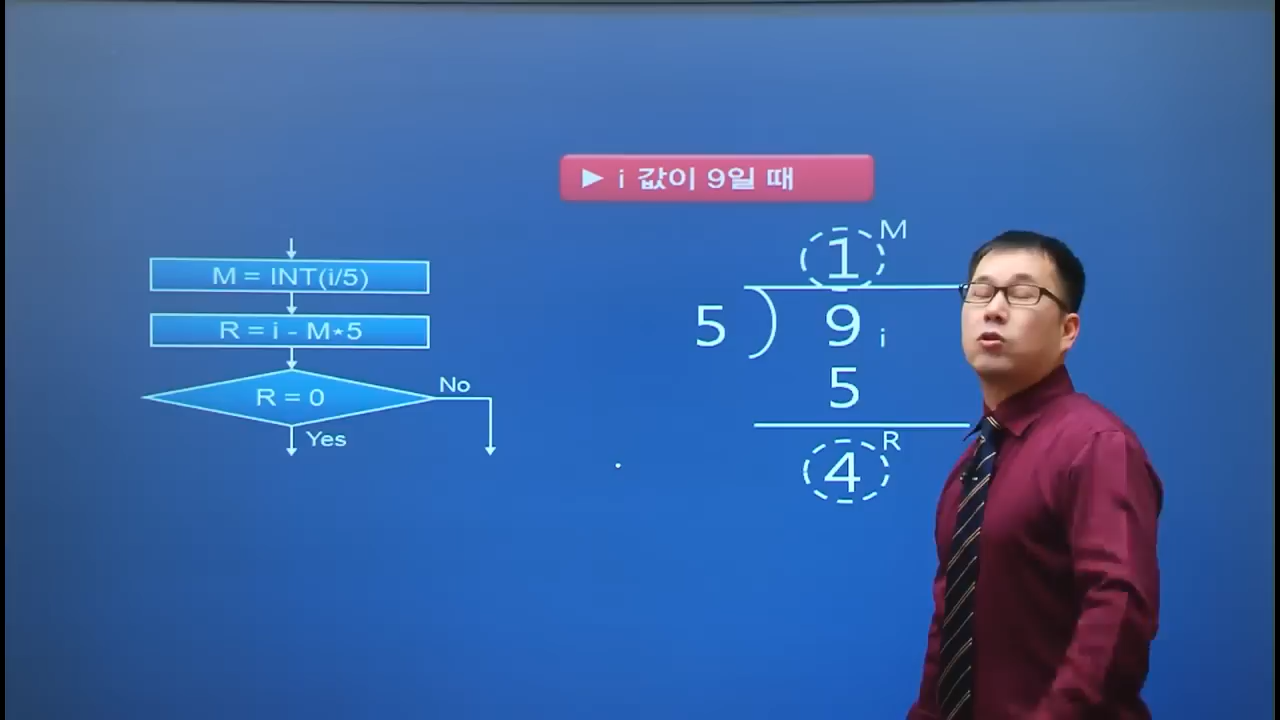 ▶ i 값이 9일 때
M = INT(i/5)
R = i - M*5
R = 0
No
Yes
1 M
5 ) 9 i
5
4 R